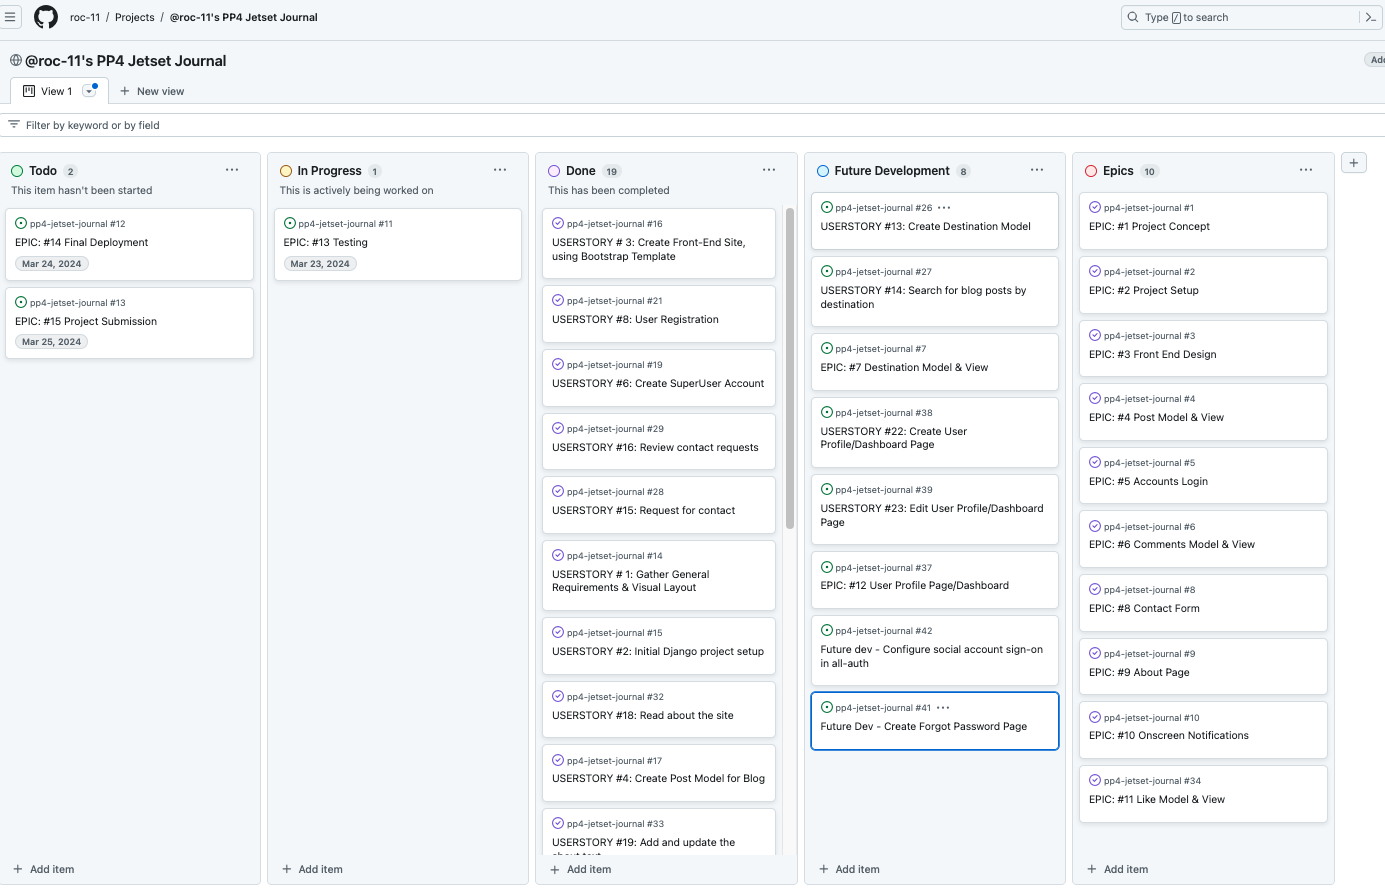 roc-11 / Projects / @roc-11's PP4 Jetset Journal
Type / to search
@roc-11's PP4 Jetset Journal
View 1
New view
Filter by keyword or by field
Todo 2
This item hasn't been started
pp4-jetset-journal #12
EPIC: #14 Final Deployment
Mar 24, 2024
pp4-jetset-journal #13
EPIC: #15 Project Submission
Mar 25, 2024
Add item
In Progress 1
This is actively being worked on
pp4-jetset-journal #11
EPIC: #13 Testing
Mar 23, 2024
Add item
Done 19
This has been completed
pp4-jetset-journal #16
USERSTORY # 3: Create Front-End Site,
using Bootstrap Template
pp4-jetset-journal #21
USERSTORY #8: User Registration
pp4-jetset-journal #19
USERSTORY #6: Create SuperUser Account
pp4-jetset-journal #29
USERSTORY #16: Review contact requests
pp4-jetset-journal #28
USERSTORY #15: Request for contact
pp4-jetset-journal #14
USERSTORY # 1: Gather General
Requirements & Visual Layout
pp4-jetset-journal #15
USERSTORY #2: Initial Django project setup
pp4-jetset-journal #32
USERSTORY #18: Read about the site
pp4-jetset-journal #17
USERSTORY #4: Create Post Model for Blog
pp4-jetset-journal #33
USERSTORY #19: Add and update the
Add item
Future Development 8
pp4-jetset-journal #26
USERSTORY #13: Create Destination Model
pp4-jetset-journal #27
USERSTORY #14: Search for blog posts by
destination
pp4-jetset-journal #7
EPIC: #7 Destination Model & View
pp4-jetset-journal #38
USERSTORY #22: Create User
Profile/Dashboard Page
pp4-jetset-journal #39
USERSTORY #23: Edit User Profile/Dashboard
Page
pp4-jetset-journal #37
EPIC: #12 User Profile Page/Dashboard
pp4-jetset-journal #42
Future dev - Configure social account sign-on
in all-auth
pp4-jetset-journal #41
Future Dev - Create Forgot Password Page
Add item
Epics 10
pp4-jetset-journal #1
EPIC: #1 Project Concept
pp4-jetset-journal #2
EPIC: #2 Project Setup
pp4-jetset-journal #3
EPIC: #3 Front End Design
pp4-jetset-journal #4
EPIC: #4 Post Model & View
pp4-jetset-journal #5
EPIC: #5 Accounts Login
pp4-jetset-journal #6
EPIC: #6 Comments Model & View
pp4-jetset-journal #8
EPIC: #8 Contact Form
pp4-jetset-journal #9
EPIC: #9 About Page
pp4-jetset-journal #10
EPIC: #10 Onscreen Notifications
pp4-jetset-journal #34
EPIC: #11 Like Model & View
Add item